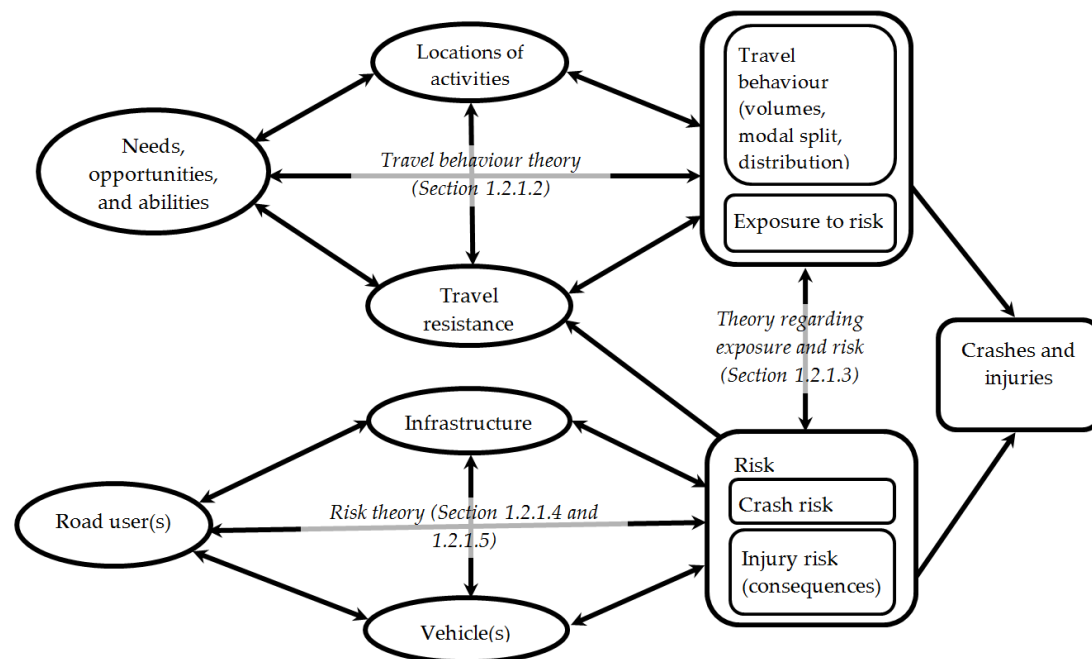 Locations of
activities
Travel
behaviour
(volumes,
modal split,
distribution)
Needs,
opportunities,
and abilities
Travel behaviour theory
(Section 1.2.1.2)
Exposure to risk
Travel
resistance
Theory regarding
exposure and risk
(Section 1.2.1.3)
Crashes and
injuries
Infrastructure
Risk
Crash risk
Road user(s)
Risk theory (Section 1.2.1.4 and
1.2.1.5)
Injury risk
(consequences)
Vehicle(s)